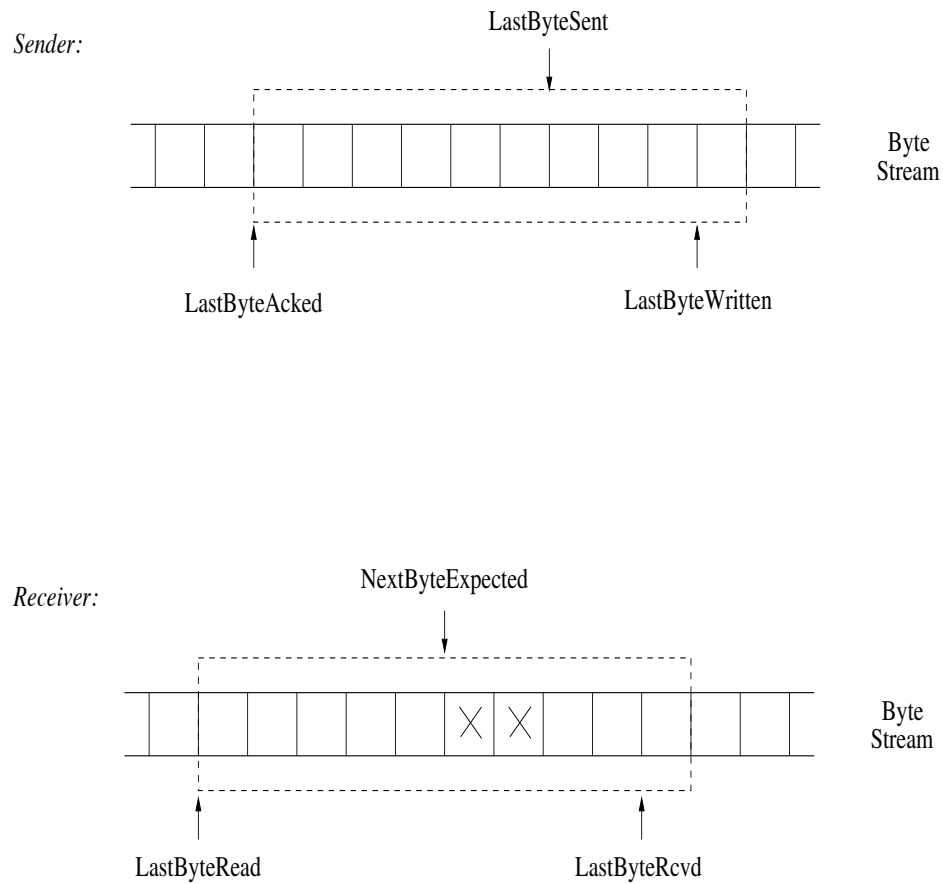 LastByteSent
Sender:
Byte
Stream
LastByteAcked
LastByteWritten
NextByteExpected
Receiver:
Byte
Stream
LastByteRead
LastByteRcvd